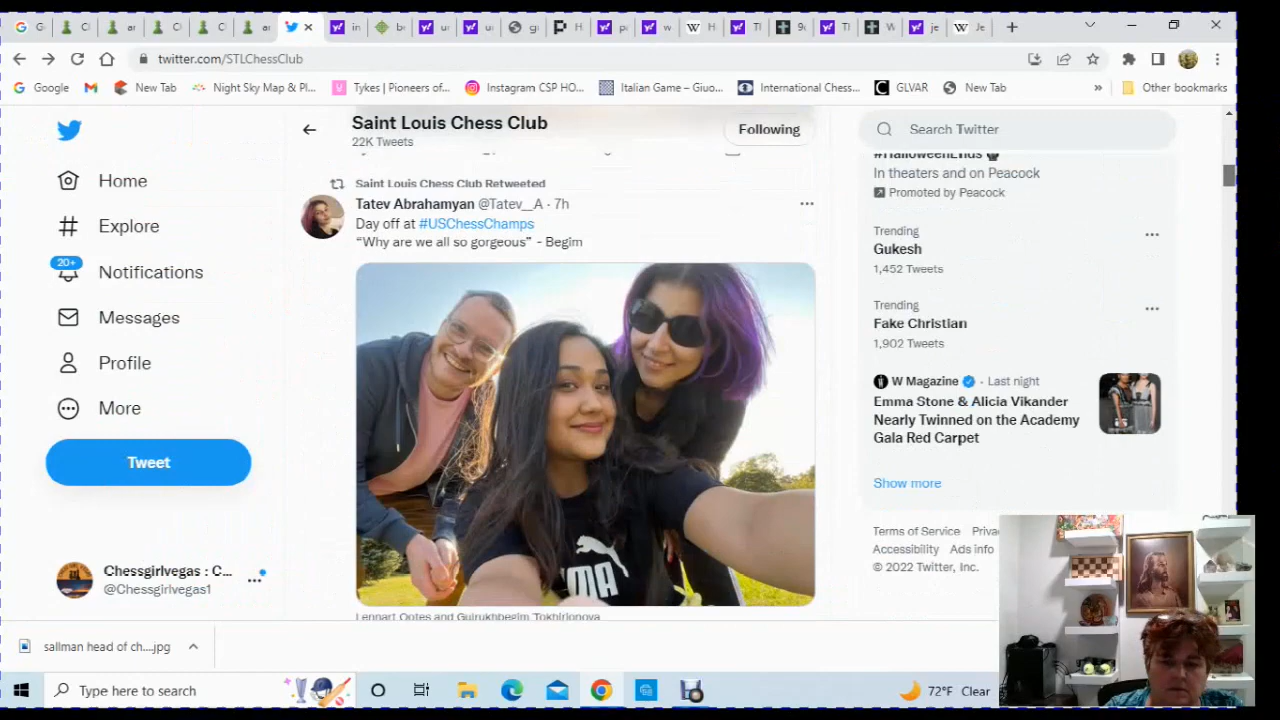 G
twitter.com/STLChessClub
Google
New Tab
Night Sky Map & Pl...
Tykes | Pioneers of...
Instagram CSP HO...
Italian Game – Giuo...
International Chess...
GLVAR
New Tab
»
Other bookmarks
Saint Louis Chess Club
22K Tweets
Following
Home
Explore
20+
Notifications
Messages
Profile
More
Tweet
Chessgirlvegas : C...
@Chessgirlvegas1
Saint Louis Chess Club Retweeted
Tatev Abrahamyan @Tatev__A · 7h
Day off at #USChessChamps
“Why are we all so gorgeous” - Begim
PUMA
Lennart Ootes and Gulrukhbegim Tokhirjonova
Search Twitter
#HalloweenEnds
In theaters and on Peacock
Promoted by Peacock
Trending
Gukesh
1,452 Tweets
Trending
Fake Christian
1,902 Tweets
W Magazine · Last night
Emma Stone & Alicia Vikander
Nearly Twinned on the Academy
Gala Red Carpet
Show more
Terms of Service
Accessibility Ads info
© 2022 Twitter, Inc.
sallman head of ch....jpg
Type here to search
72°F Clear